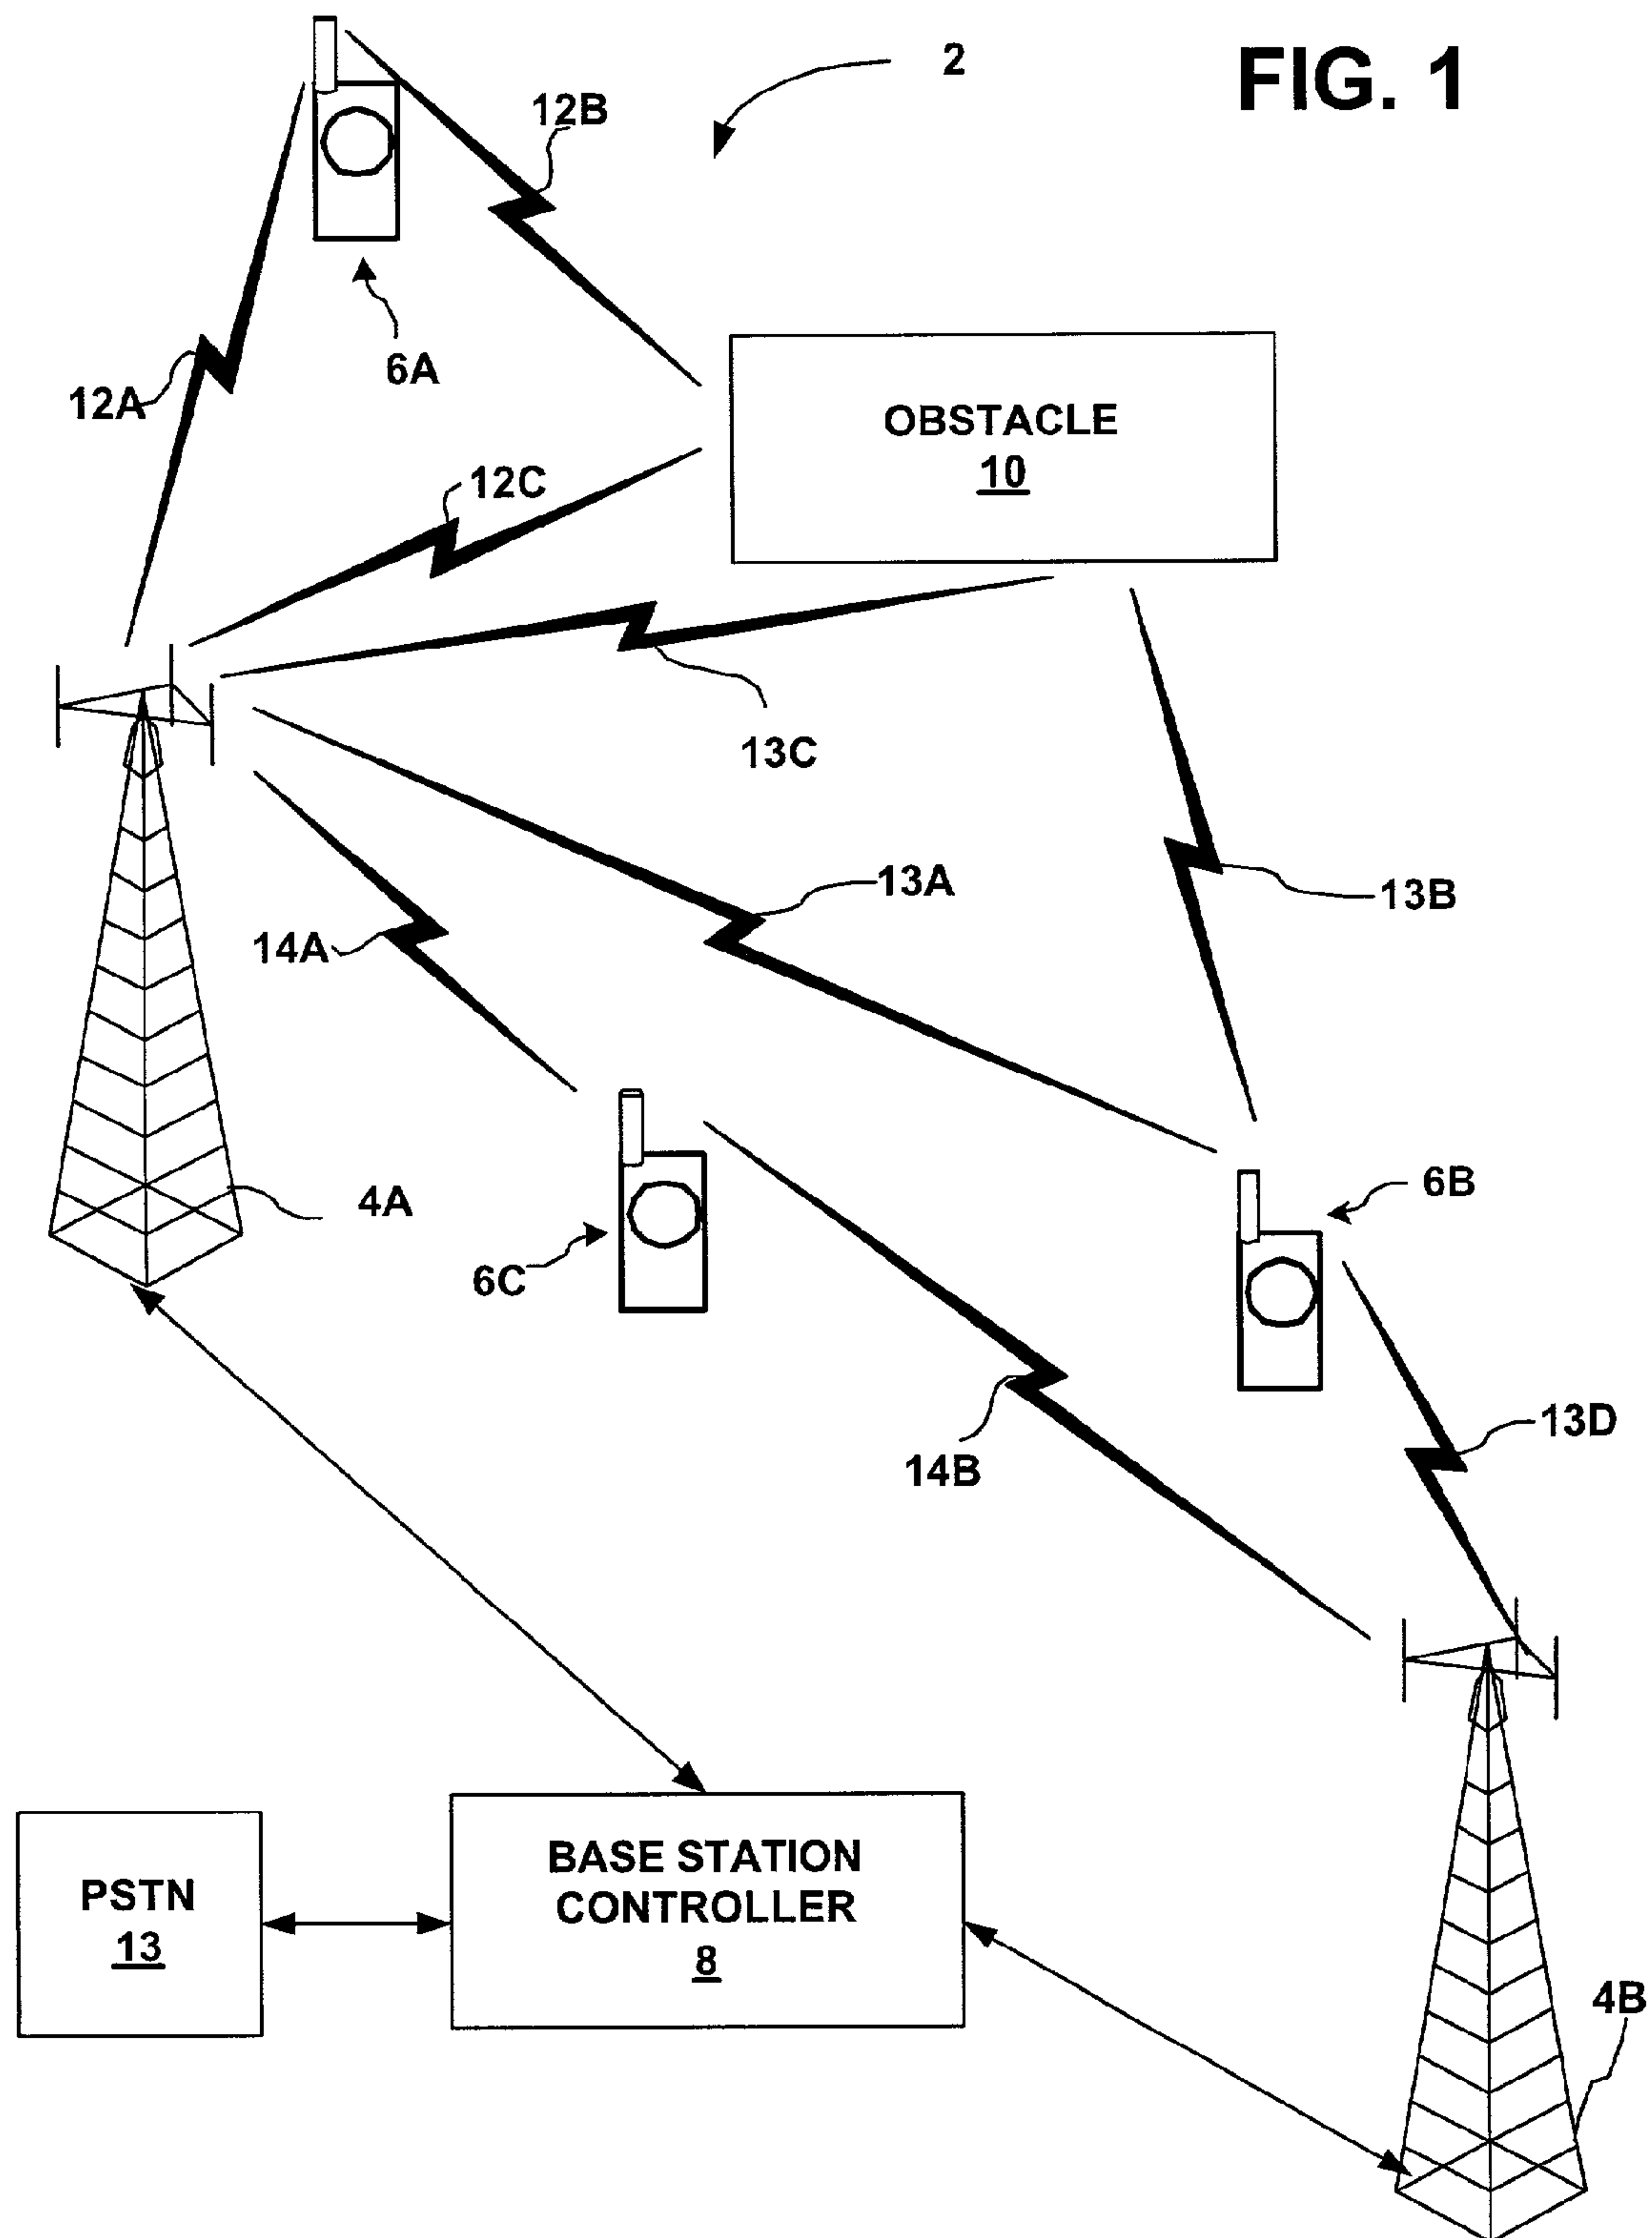 FIG. 1
2
12B
6A
12A
OBSTACLE
10
12C
13C
13A
13B
14A
4A
6B
6C
13D
14B
BASE STATION
CONTROLLER
8
PSTN
13
4B